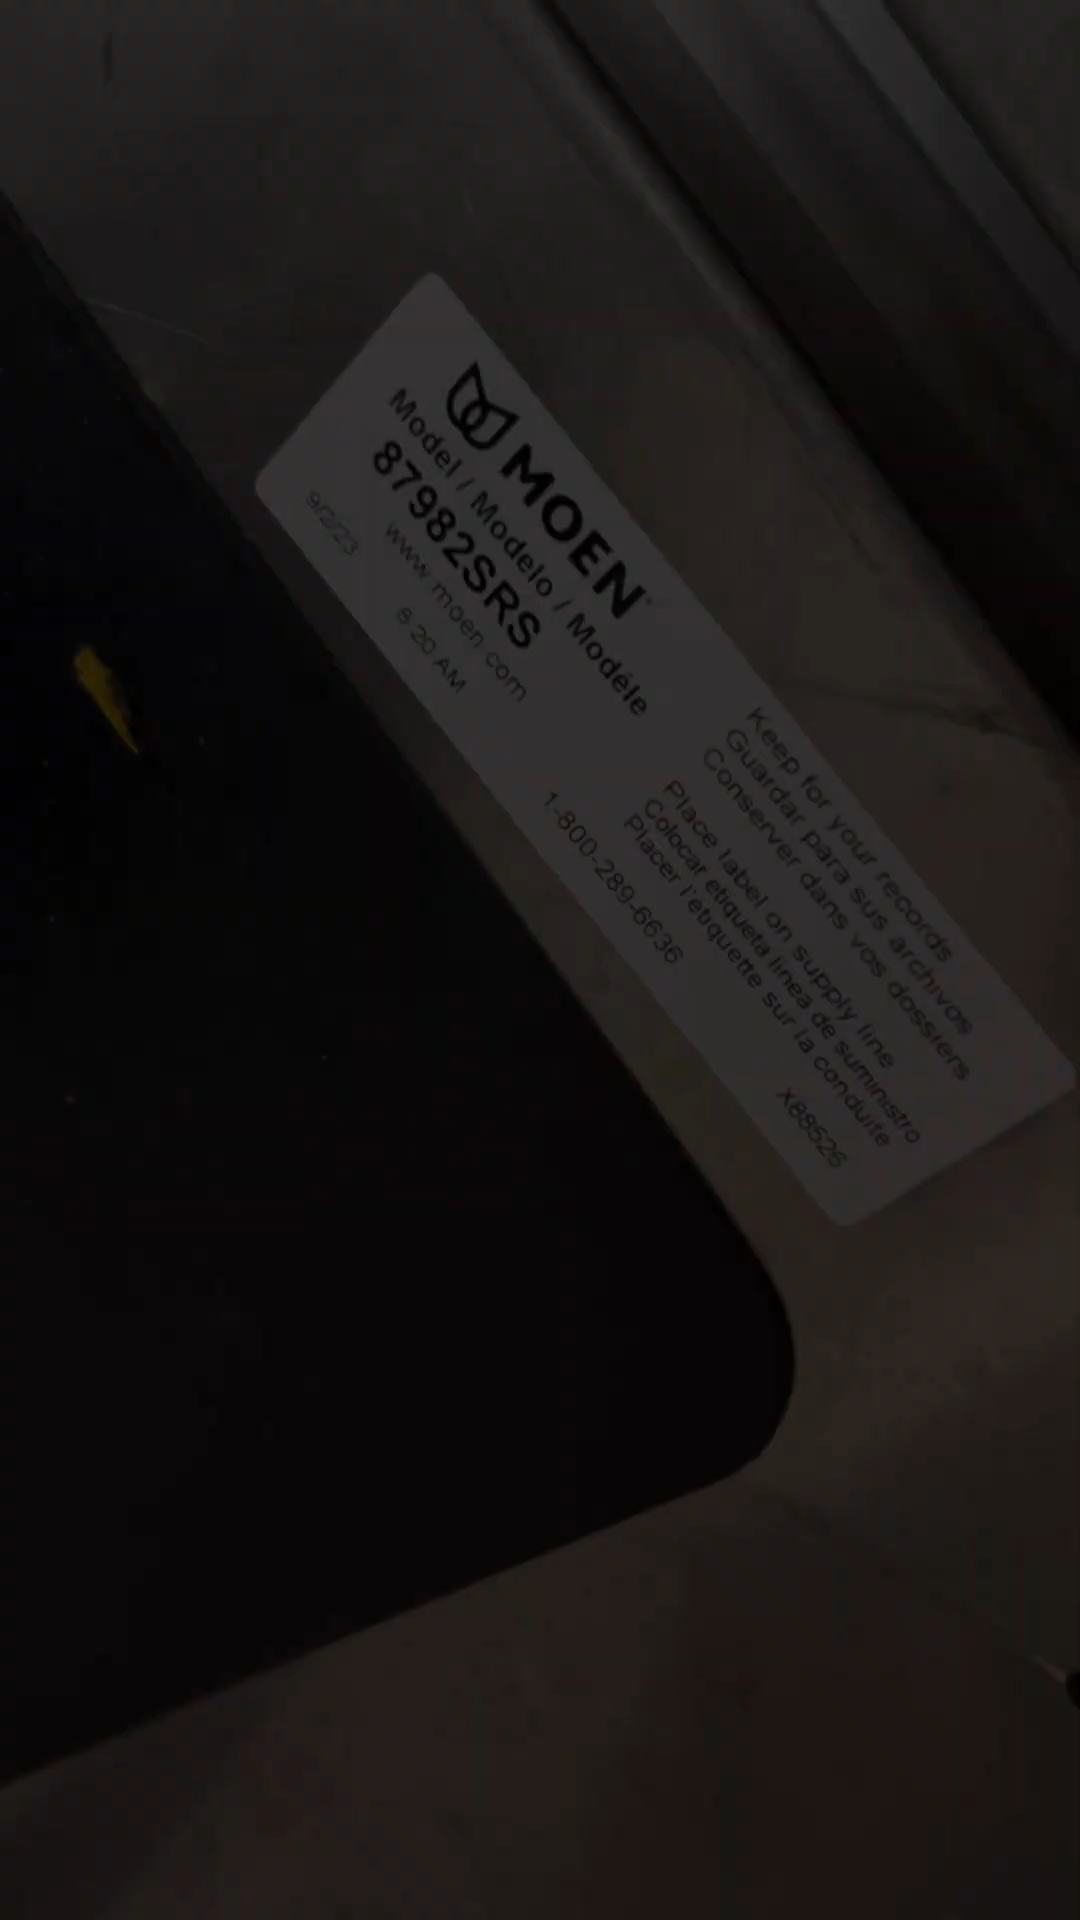 MOEN
Model / Modelo / Modèle
87982SRS
www.moen.com
9/2/23 8:20 AM
Keep for your records
Guardar para sus archivos
Conserver dans vos dossiers
Place label on supply line
Colocar etiqueta línea de suministro
Placer l'étiquette sur la conduite
1-800-289-6636
X88526